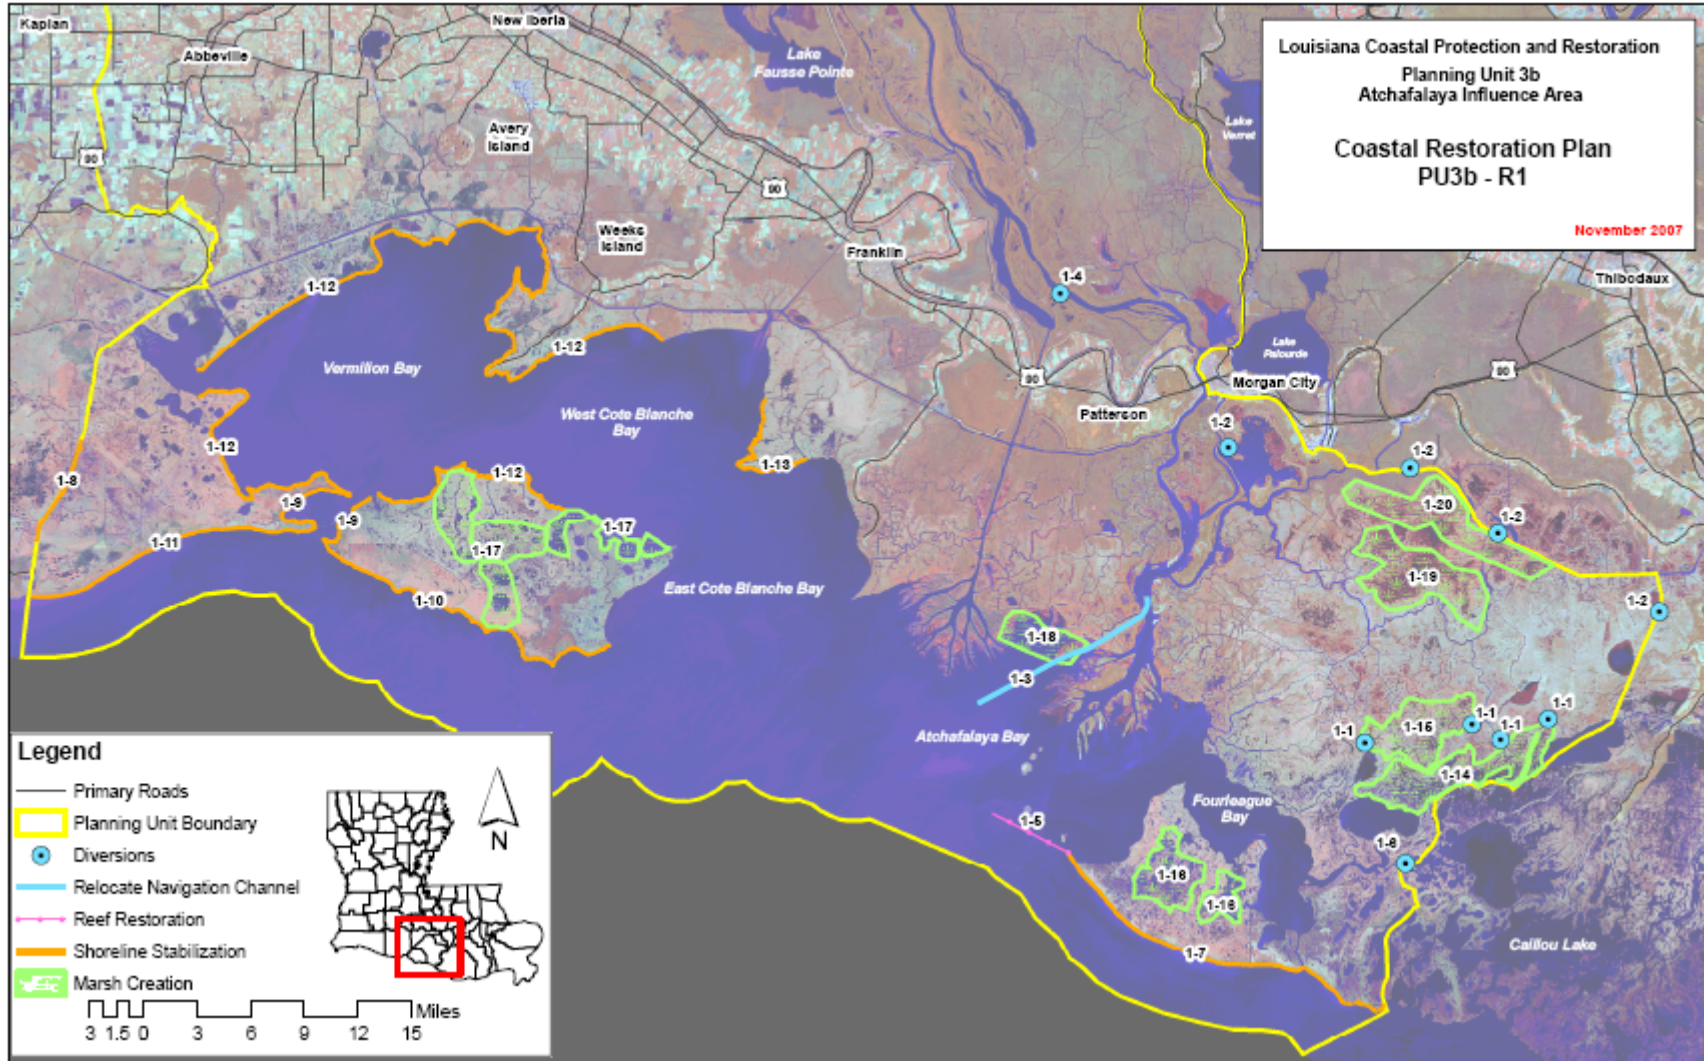 Kaplan
New Iberia
Abbeville
Lake
Fausse Pointe
Louisiana Coastal Protection and Restoration
Planning Unit 3b
Atchafalaya Influence Area
Coastal Restoration Plan
PU3b - R1
November 2007
Avery
Island
Lake
Verret
90
90
Weeks
Island
Franklin
Thibodaux
1-4
1-12
1-12
Lake
Palourde
Vermilion Bay
90
90
Morgan City
Patterson
West Cote Blanche
Bay
1-2
1-12
1-13
1-2
1-8
1-12
1-20
1-9
1-9
1-17
1-2
1-11
1-17
1-19
East Cote Blanche Bay
1-10
1-2
1-18
1-3
1-15
1-1
1-1
1-1
1-1
Atchafalaya Bay
1-14
Fourleague
Bay
1-5
1-6
1-16
1-16
1-7
Caillou Lake
Legend
Primary Roads
Planning Unit Boundary
Diversions
Relocate Navigation Channel
Reef Restoration
Shoreline Stabilization
Marsh Creation
N
Miles
3 1.5 0 3 6 9 12 15